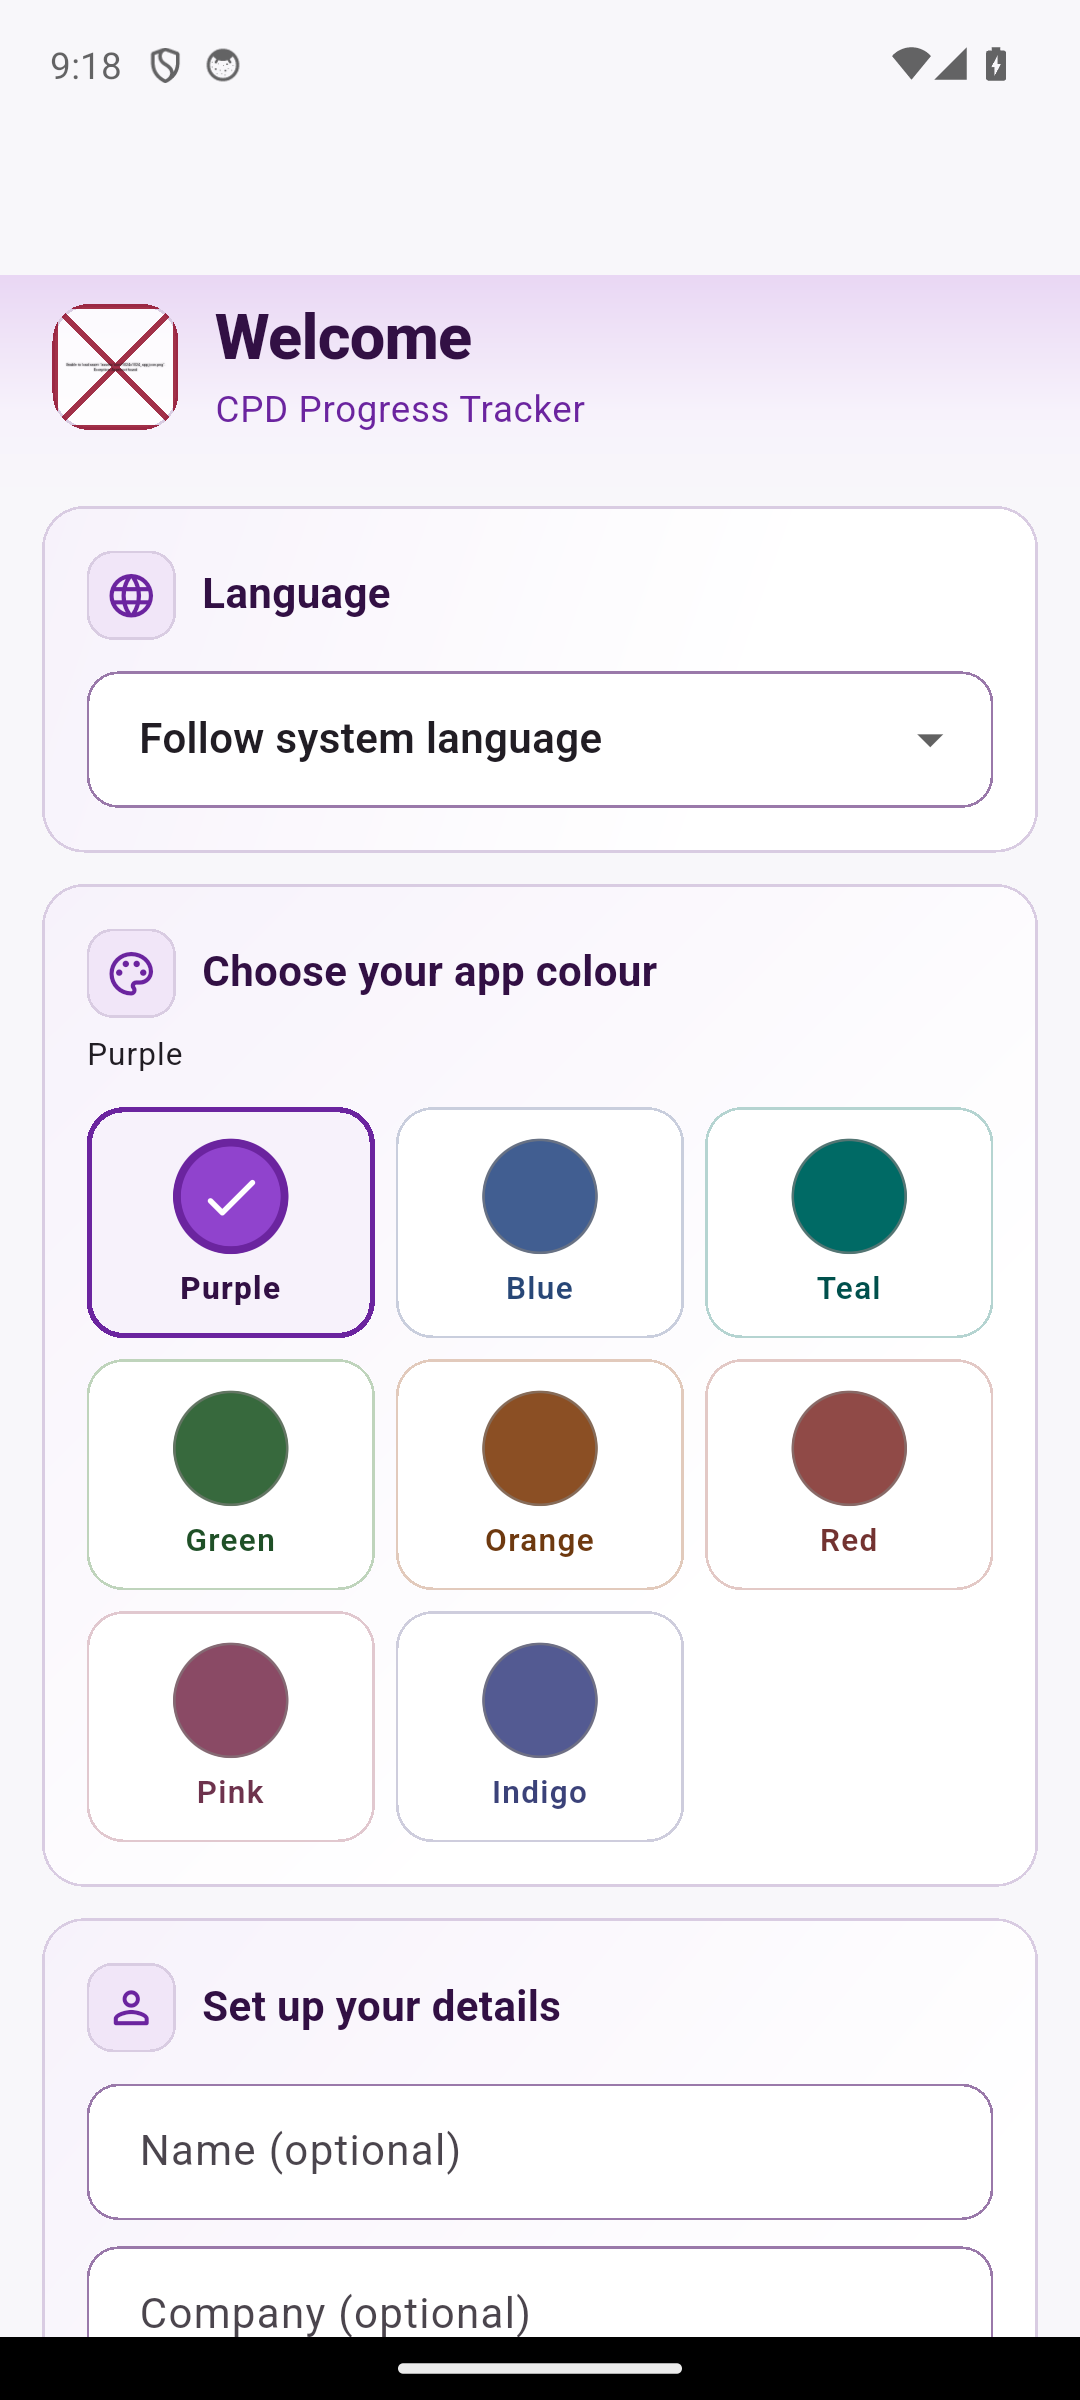 9:18
Welcome
CPD Progress Tracker
Language
Follow system language
Choose your app colour
Purple
Purple
Blue
Teal
Green
Orange
Red
Pink
Indigo
Set up your details
Name (optional)
Company (optional)